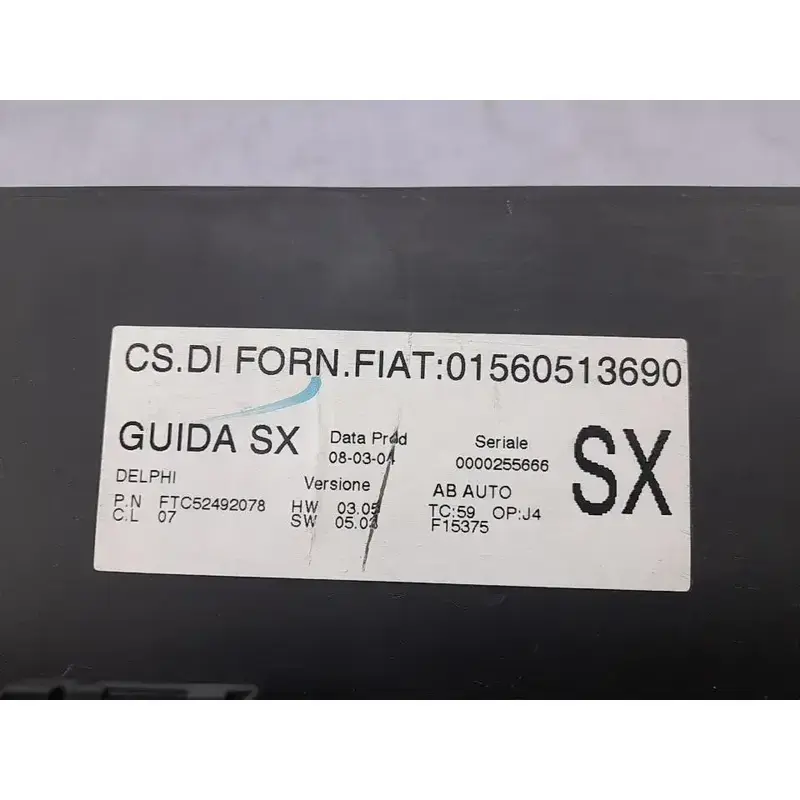 CS.DI FORN.FIAT:01560513690
GUIDA SX
Data Prod
08-03-04
Seriale
0000255666
SX
DELPHI
P.N FTC52492078
C.L 07
Versione
HW 03.05
SW 05.03
AB AUTO
TC:59 OP:J4
F15375